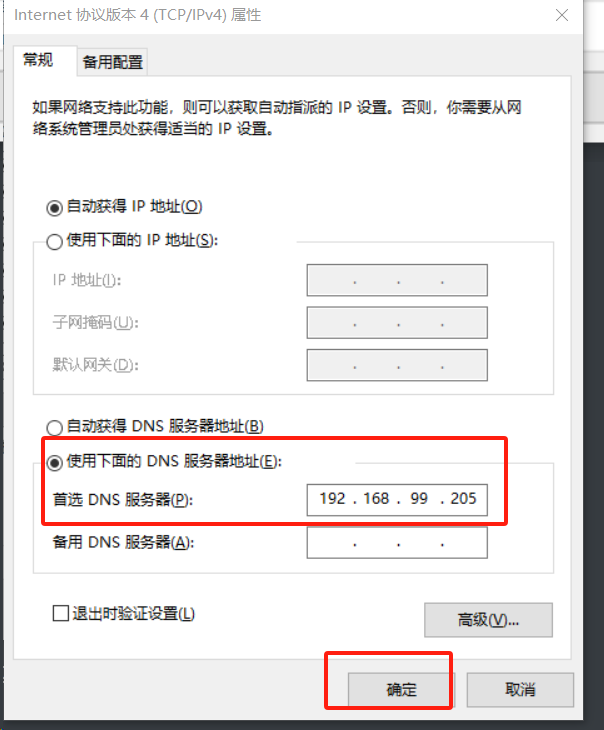 Internet 协议版本 4 (TCP/IPv4) 属性
常规
备用配置
如果网络支持此功能，则可以获取自动指派的 IP 设置。否则，你需要从网
络系统管理员处获得适当的 IP 设置。
自动获得 IP 地址(O)
使用下面的 IP 地址(S):
IP 地址(I):
子网掩码(U):
默认网关(D):
自动获得 DNS 服务器地址(B)
使用下面的 DNS 服务器地址(E):
首选 DNS 服务器(P):
192 . 168 . 99 . 205
备用 DNS 服务器(A):
退出时验证设置(L)
高级(V)...
确定
取消